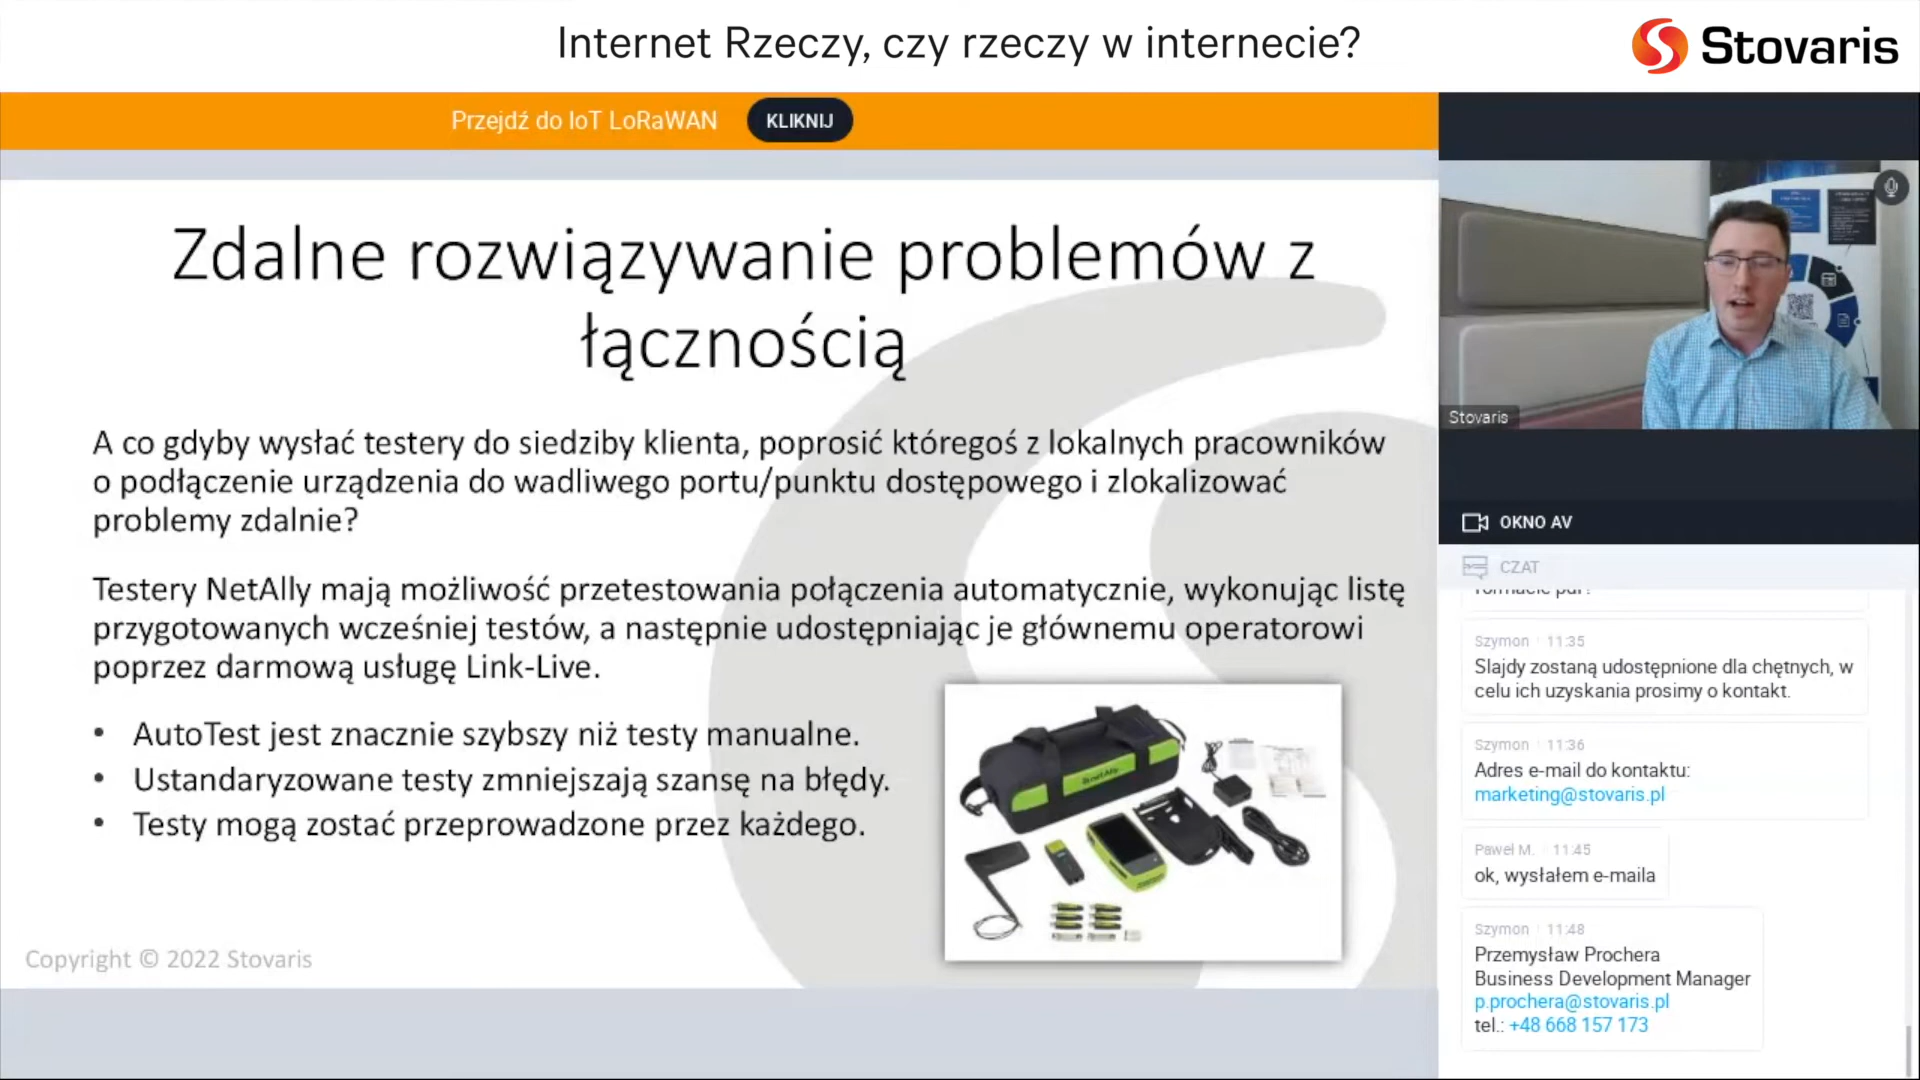 Internet Rzeczy, czy rzeczy w internecie?
Stovaris
Przejdź do IoT LoRaWAN
KLIKNIJ
Zdalne rozwiązywanie problemów z
łącznością
A co gdyby wysłać testery do siedziby klienta, poprosić któregoś z lokalnych pracowników
o podłączenie urządzenia do wadliwego portu/punktu dostępowego i zlokalizować
problemy zdalnie?
Testery NetAlly mają możliwość przetestowania połączenia automatycznie, wykonując listę
przygotowanych wcześniej testów, a następnie udostępniając je głównemu operatorowi
poprzez darmową usługę Link-Live.
• AutoTest jest znacznie szybszy niż testy manualne.
• Ustandaryzowane testy zmniejszają szansę na błędy.
• Testy mogą zostać przeprowadzone przez każdego.
netAlly
Copyright © 2022 Stovaris
Stovaris
OKNO AV
CZAT
formacie pdf?
Szymon 11:35
Slajdy zostaną udostępnione dla chętnych, w
celu ich uzyskania prosimy o kontakt.
Szymon 11:36
Adres e-mail do kontaktu:
marketing@stovaris.pl
Pawel M. 11:45
ok, wysłałem e-maila
Szymon 11:48
Przemysław Prochera
Business Development Manager
p.prochera@stovaris.pl
tel.: +48 668 157 173